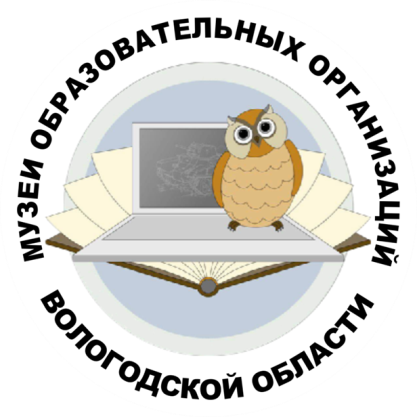 МУЗЕИ ОБРАЗОВАТЕЛЬНЫХ ОРГАНИЗАЦИЙ
ВОЛОГОДСКОЙ ОБЛАСТИ